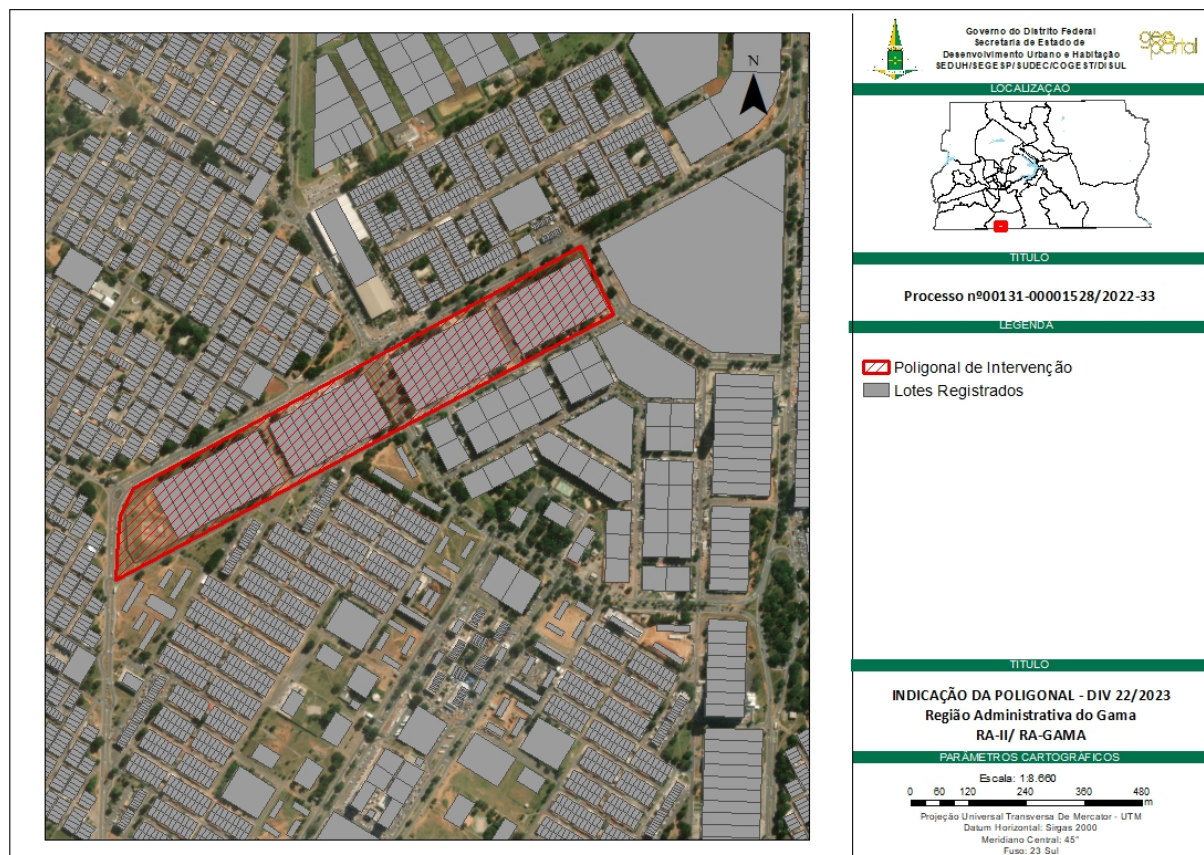 N
Governo do Distrito Federal
Secretaria de Estado de
Desenvolvimento Urbano e Habitação
SEDUH/SEGESP/SUDEC/COGEST/DISUL
geo
portal
LOCALIZAÇÃO
TITULO
Processo nº00131-00001528/2022-33
LEGENDA
Poligonal de Intervenção
Lotes Registrados
TITULO
INDICAÇÃO DA POLIGONAL - DIV 22/2023
Região Administrativa do Gama
RA-II/ RA-GAMA
PARÂMETROS CARTOGRÁFICOS
Escala: 1:8.660
0 60 120 240 360 480
m
Projeção Universal Transversa De Mercator - UTM
Datum Horizontal: Sirgas 2000
Meridiano Central: 45°
Fuso: 23 Sul